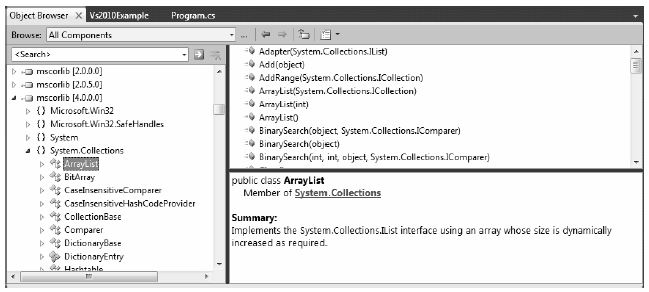 Object Browser X Vs2010Example Program.cs
Browse: All Components ...
<Search>
mscorlib [2.0.0.0]
mscorlib [2.0.5.0]
mscorlib [4.0.0.0]
{} Microsoft.Win32
{} Microsoft.Win32.SafeHandles
{} System
{} System.Collections
ArrayList
BitArray
CaseInsensitiveComparer
CaseInsensitiveHashCodeProvider
CollectionBase
Comparer
DictionaryBase
DictionaryEntry
Hashtable
Adapter(System.Collections.IList)
Add(object)
AddRange(System.Collections.ICollection)
ArrayList(System.Collections.ICollection)
ArrayList(int)
ArrayList()
BinarySearch(object, System.Collections.IComparer)
BinarySearch(object)
BinarySearch(int, int, object, System.Collections.IComparer)
public class ArrayList
Member of System.Collections
Summary:
Implements the System.Collections.IList interface using an array whose size is dynamically
increased as required.